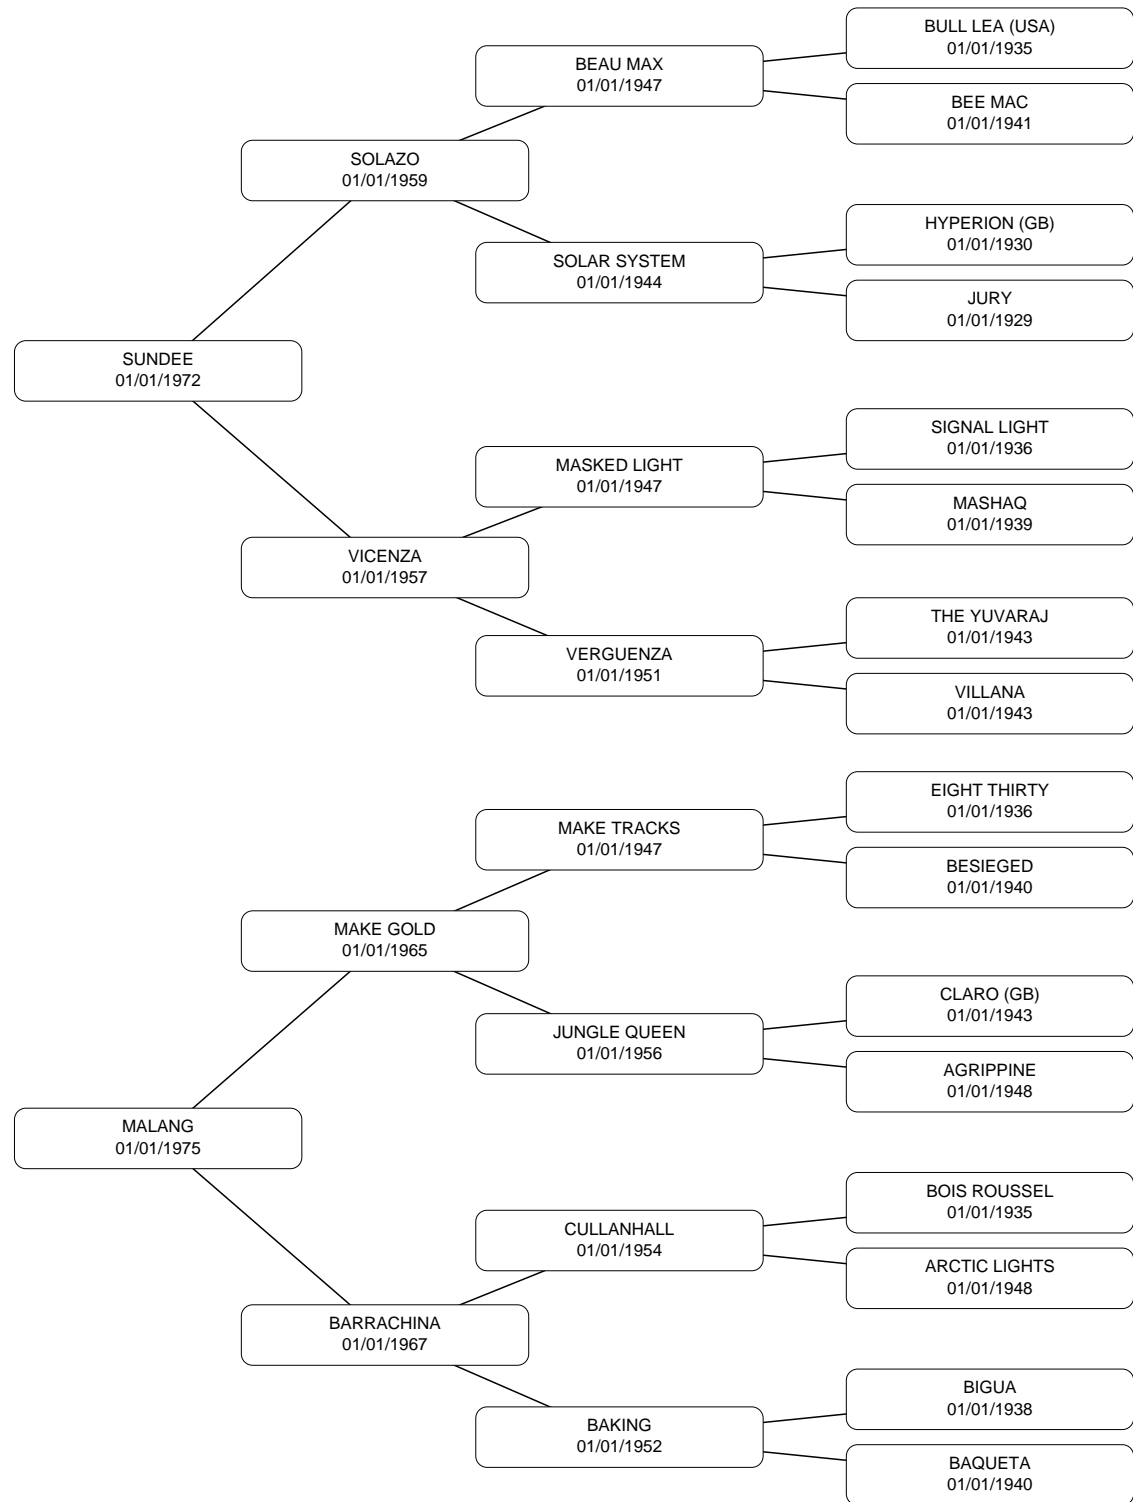 BULL LEA (USA)
01/01/1935
BEAU MAX
01/01/1947
BEE MAC
01/01/1941
SOLAZO
01/01/1959
HYPERION (GB)
01/01/1930
SOLAR SYSTEM
01/01/1944
JURY
01/01/1929
SUNDEE
01/01/1972
SIGNAL LIGHT
01/01/1936
MASKED LIGHT
01/01/1947
MASHAQ
01/01/1939
VICENZA
01/01/1957
THE YUVARAJ
01/01/1943
VERGUENZA
01/01/1951
VILLANA
01/01/1943
EIGHT THIRTY
01/01/1936
MAKE TRACKS
01/01/1947
BESIEGED
01/01/1940
MAKE GOLD
01/01/1965
CLARO (GB)
01/01/1943
JUNGLE QUEEN
01/01/1956
AGRIPPINE
01/01/1948
MALANG
01/01/1975
BOIS ROUSSEL
01/01/1935
CULLANHALL
01/01/1954
ARCTIC LIGHTS
01/01/1948
BARRACHINA
01/01/1967
BIGUA
01/01/1938
BAKING
01/01/1952
BAQUETA
01/01/1940